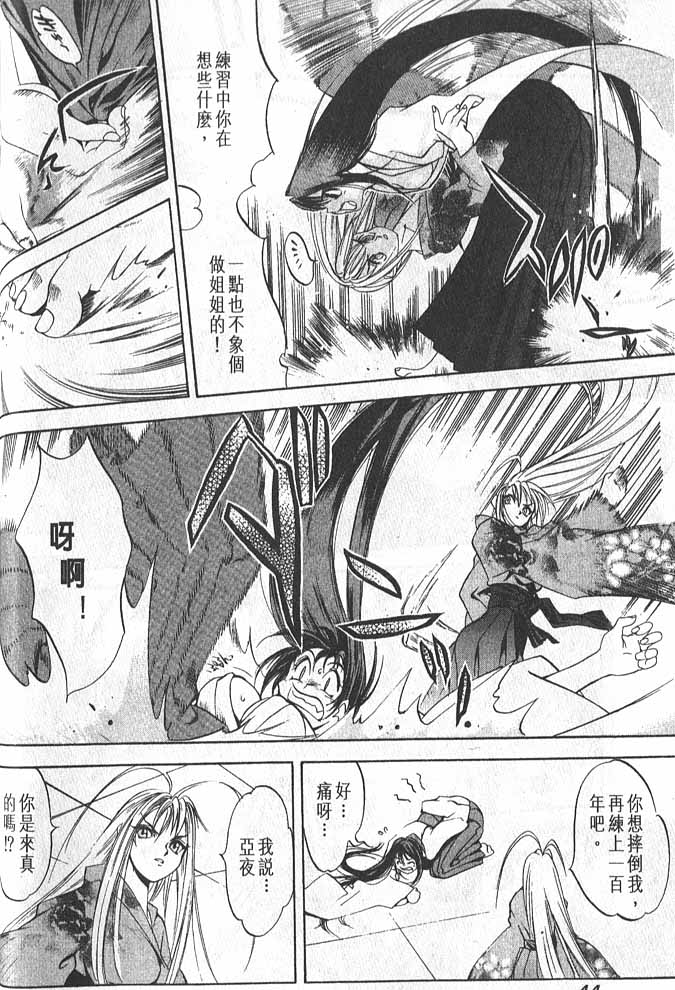 練習中你在
想些什麼，
一點也不象個
做姐姐的！
呀啊！
你想摔倒我，
再練上一百
年吧。
好…
痛呀…
我説…
亞夜
你是來真
的嗎!?